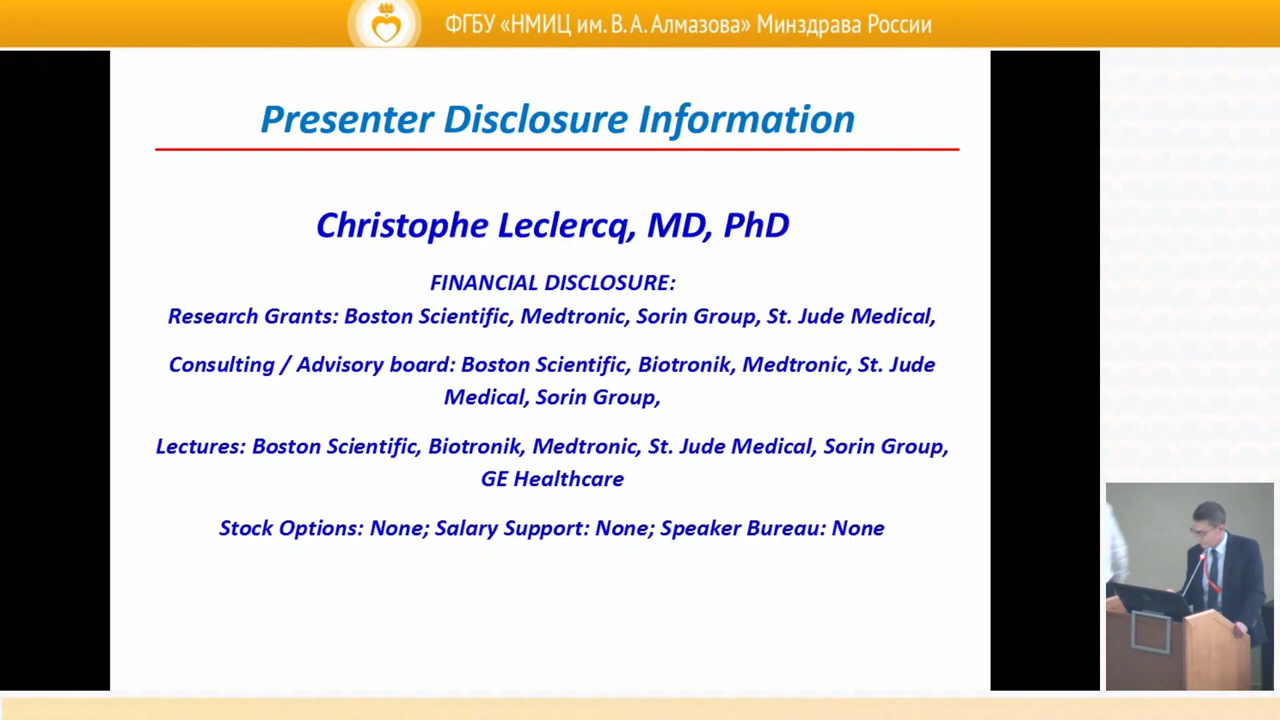 ФГБУ «НМИЦ им. В. А. Алмазова» Минздрава России
Presenter Disclosure Information
Christophe Leclercq, MD, PhD
FINANCIAL DISCLOSURE:
Research Grants: Boston Scientific, Medtronic, Sorin Group, St. Jude Medical,
Consulting / Advisory board: Boston Scientific, Biotronik, Medtronic, St. Jude
Medical, Sorin Group,
Lectures: Boston Scientific, Biotronik, Medtronic, St. Jude Medical, Sorin Group,
GE Healthcare
Stock Options: None; Salary Support: None; Speaker Bureau: None